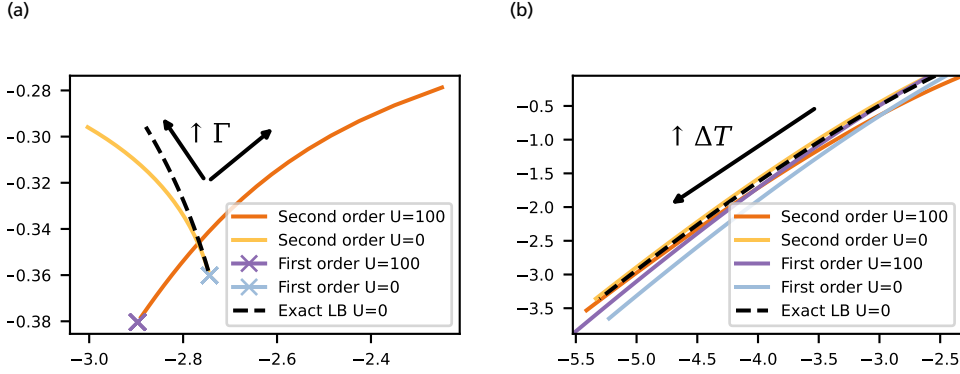 (a)
(b)
−0.28
−0.30
−0.32
−0.34
−0.36
−0.38
−3.0
−2.8
−2.6
−2.4
↑ Γ
Second order U=100
Second order U=0
First order U=100
First order U=0
Exact LB U=0
−0.5
−1.0
−1.5
−2.0
−2.5
−3.0
−3.5
−5.5
−5.0
−4.5
−4.0
−3.5
−3.0
−2.5
↑ ΔT
Second order U=100
Second order U=0
First order U=100
First order U=0
Exact LB U=0